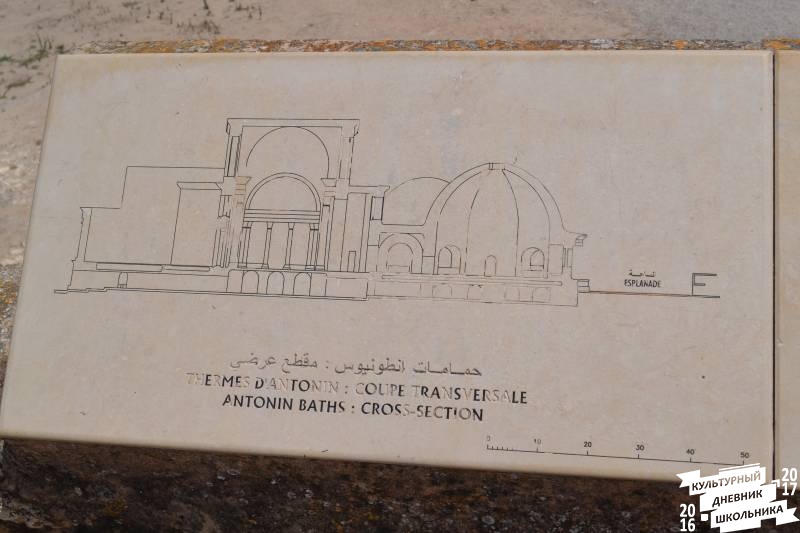 الساحة
ESPLANADE
حمامات انطونيوس : مقطع عرضي
THERMES D'ANTONIN : COUPE TRANSVERSALE
ANTONIN BATHS : CROSS-SECTION
0 10 20 30 40 50
КУЛЬТУРНЫЙ
ДНЕВНИК
ШКОЛЬНИКА
2016
2017